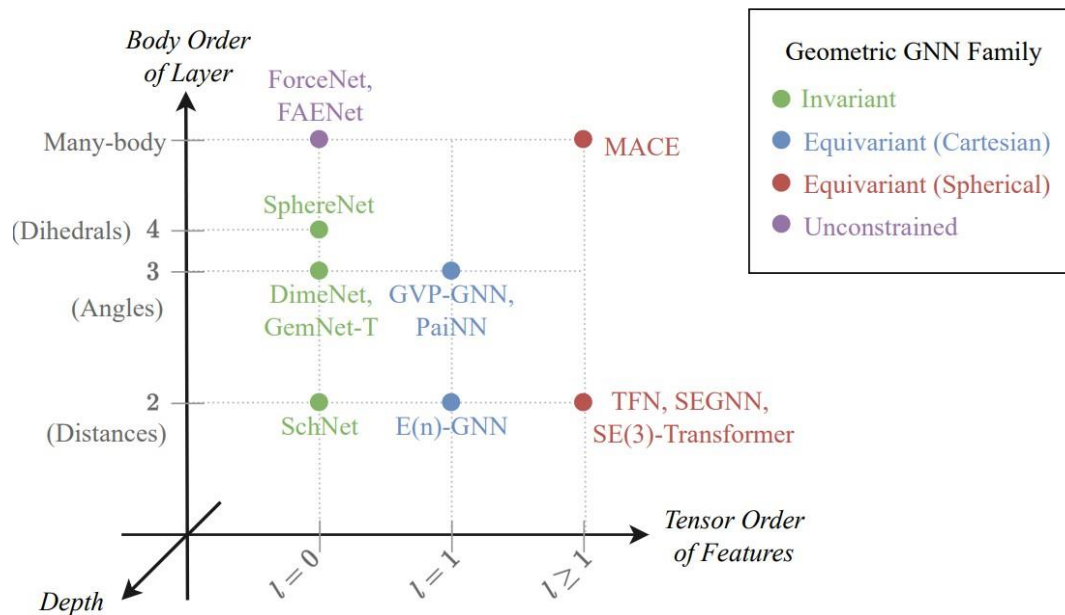 Body Order
of Layer
Geometric GNN Family
Invariant
Equivariant (Cartesian)
Equivariant (Spherical)
Unconstrained
ForceNet,
FAENet
Many-body
MACE
SphereNet
(Dihedrals) 4
3
(Angles)
DimeNet,
GemNet-T
GVP-GNN,
PaiNN
2
(Distances)
SchNet
E(n)-GNN
TFN, SEGNN,
SE(3)-Transformer
Tensor Order
of Features
l = 0
l = 1
l ≥ 1
Depth